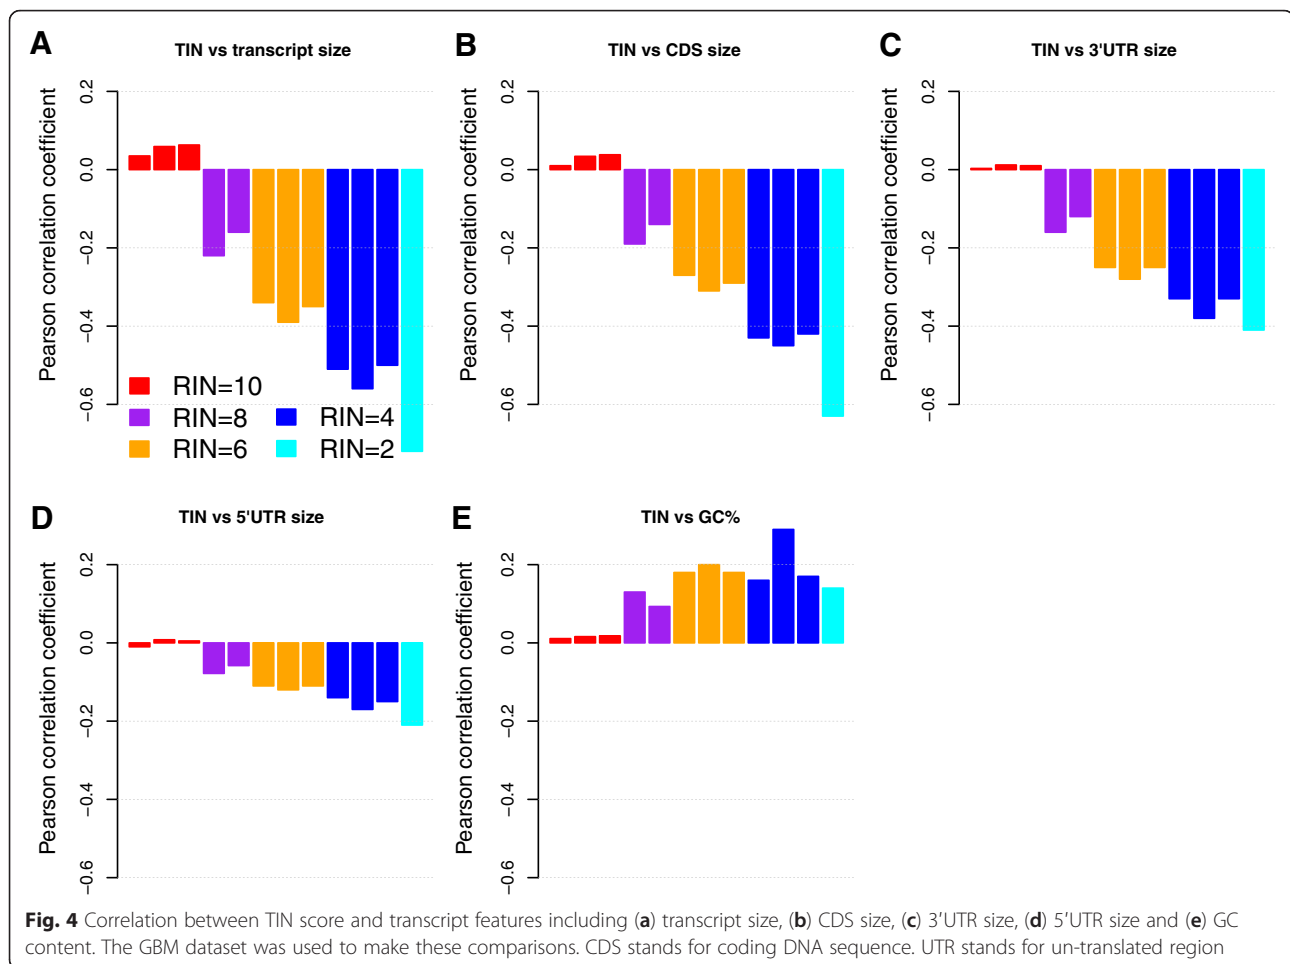 A
TIN vs transcript size
Pearson correlation coefficient
0.2
0.0
−0.2
−0.4
−0.6
RIN=10
RIN=8
RIN=6
RIN=4
RIN=2
B
TIN vs CDS size
Pearson correlation coefficient
0.2
0.0
−0.2
−0.4
−0.6
C
TIN vs 3'UTR size
Pearson correlation coefficient
0.2
0.0
−0.2
−0.4
−0.6
D
TIN vs 5'UTR size
Pearson correlation coefficient
0.2
0.0
−0.2
−0.4
−0.6
E
TIN vs GC%
Pearson correlation coefficient
0.2
0.0
−0.2
−0.4
−0.6
Fig. 4 Correlation between TIN score and transcript features including (a) transcript size, (b) CDS size, (c) 3′UTR size, (d) 5′UTR size and (e) GC
content. The GBM dataset was used to make these comparisons. CDS stands for coding DNA sequence. UTR stands for un-translated region